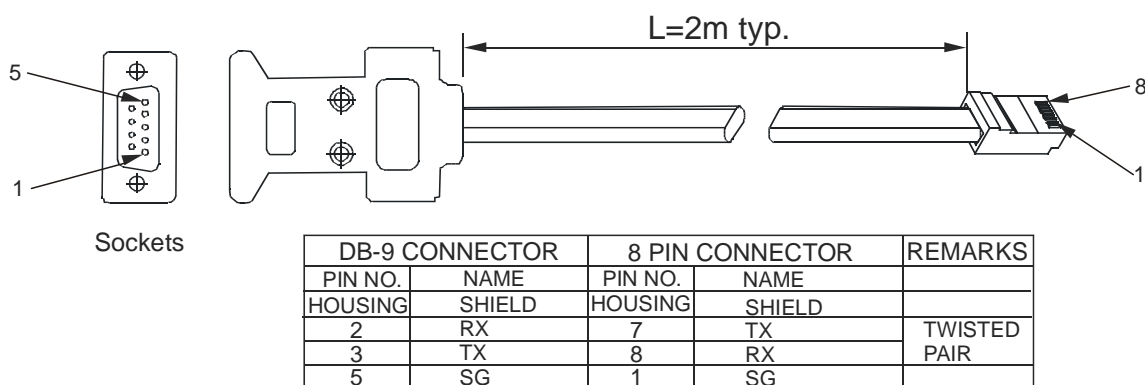 L=2m typ.
5
8
1
1
Sockets
DB-9 CONNECTOR 8 PIN CONNECTOR REMARKS
PIN NO. NAME PIN NO. NAME
HOUSING SHIELD HOUSING SHIELD
2 RX 7 TX TWISTED
3 TX 8 RX PAIR
5 SG 1 SG